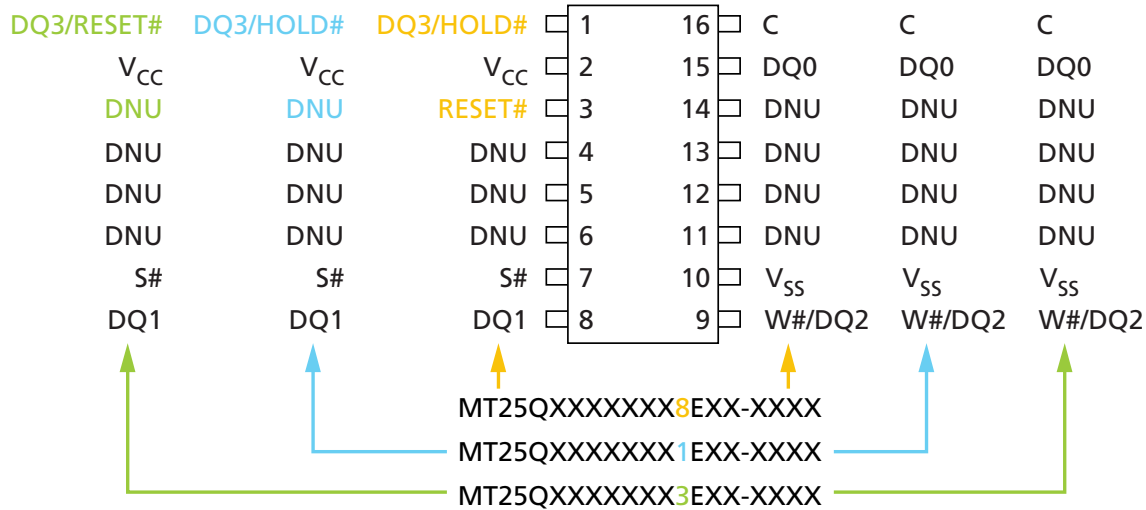 DQ3/RESET# DQ3/HOLD# DQ3/HOLD# 1 16 C C C
VCC VCC VCC 2 15 DQ0 DQ0 DQ0
DNU DNU RESET# 3 14 DNU DNU DNU
DNU DNU DNU 4 13 DNU DNU DNU
DNU DNU DNU 5 12 DNU DNU DNU
DNU DNU DNU 6 11 DNU DNU DNU
S# S# S# 7 10 VSS VSS VSS
DQ1 DQ1 DQ1 8 9 W#/DQ2 W#/DQ2 W#/DQ2
MT25QXXXXXXX8EXX-XXXX
MT25QXXXXXXX1EXX-XXXX
MT25QXXXXXXX3EXX-XXXX